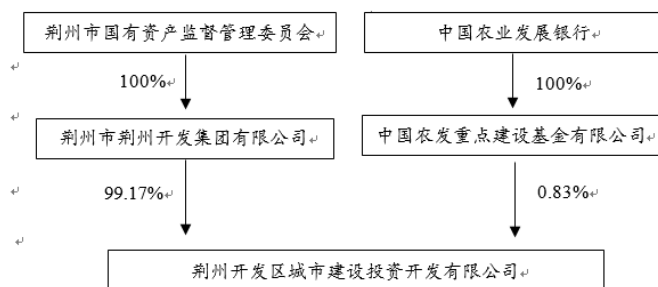 荆州市国有资产监督管理委员会 中国农业发展银行
100% 100%
荆州市荆州开发集团有限公司 中国农发重点建设基金有限公司
99.17% 0.83%
荆州开发区城市建设投资开发有限公司